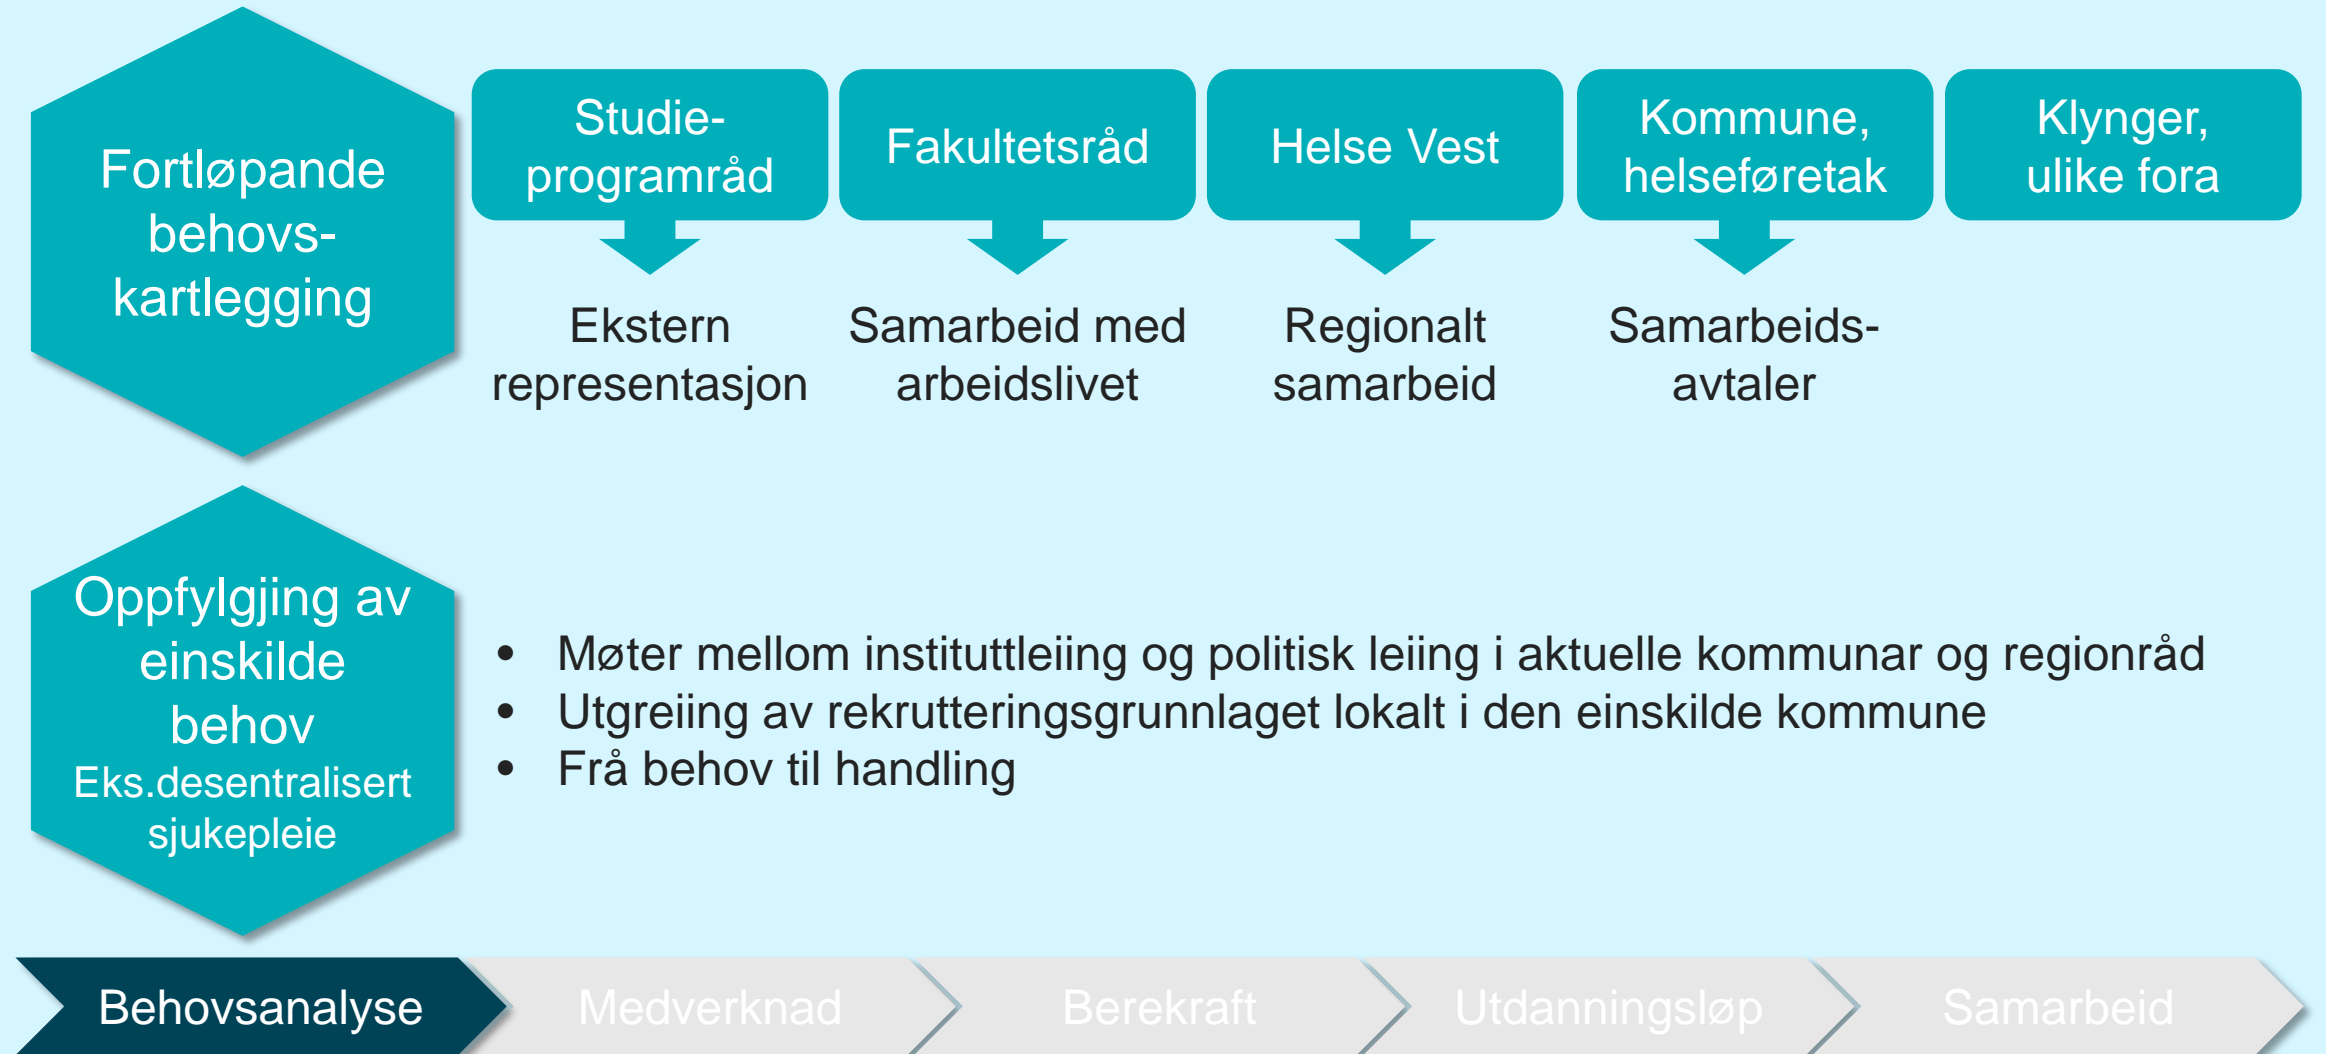 Fortløpande
behovs-
kartlegging
Studie-
programråd
Fakultetsråd
Helse Vest
Kommune,
helseføretak
Klynger,
ulike fora
Ekstern
representasjon
Samarbeid med
arbeidslivet
Regionalt
samarbeid
Samarbeids-
avtaler
Oppfylgjing av
einskilde
behov
Eks.desentralisert
sjukepleie
• Møter mellom instituttleiing og politisk leiing i aktuelle kommunar og regionråd
• Utgreiing av rekrutteringsgrunnlaget lokalt i den einskilde kommune
• Frå behov til handling
Behovsanalyse
Medverknad
Berekraft
Utdanningsløp
Samarbeid